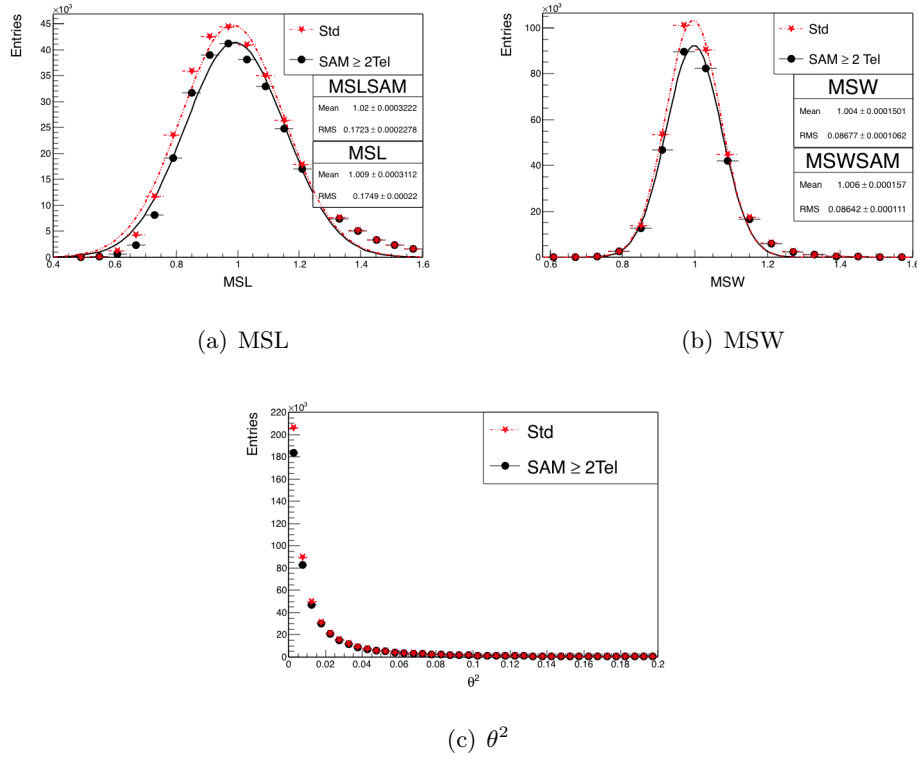 ×10³
Entries
45
40
35
30
25
20
15
10
5
0
0.4 0.6 0.8 1 1.2 1.4 1.6
MSL
Std
SAM ≥ 2Tel
MSLSAM
Mean 1.02 ± 0.0003222
RMS 0.1723 ± 0.0002278
MSL
Mean 1.009 ± 0.0003112
RMS 0.1749 ± 0.00022
(a) MSL
×10³
Entries
100
80
60
40
20
0
0.6 0.8 1 1.2 1.4 1.6
MSW
Std
SAM ≥ 2 Tel
MSW
Mean 1.004 ± 0.0001501
RMS 0.08677 ± 0.0001062
MSWSAM
Mean 1.006 ± 0.000157
RMS 0.08642 ± 0.000111
(b) MSW
×10³
Entries
220
200
180
160
140
120
100
80
60
40
20
0
0 0.02 0.04 0.06 0.08 0.1 0.12 0.14 0.16 0.18 0.2
θ²
Std
SAM ≥ 2Tel
(c) θ²